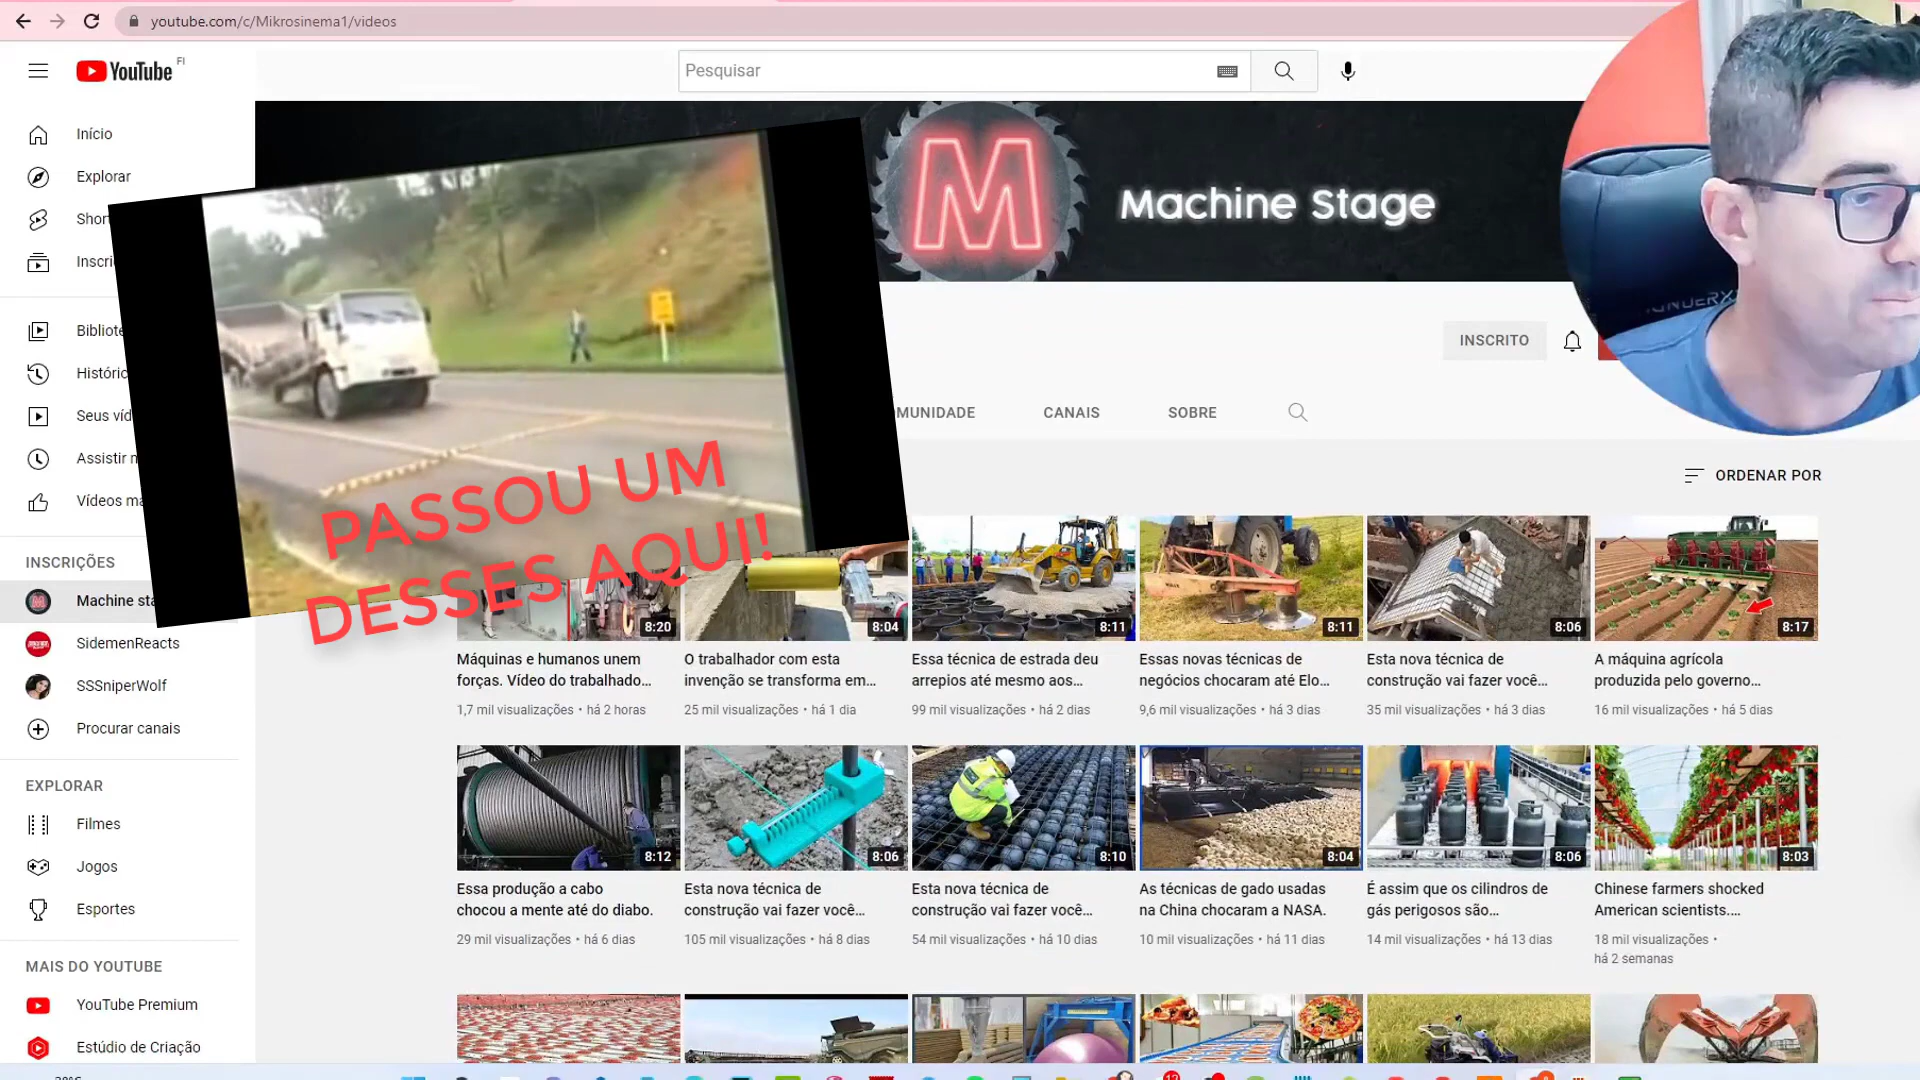 youtube.com/c/Mikrosinema1/videos
YouTube FI
Pesquisar
Início
Explorar
INSCRIÇÕES
SidemenReacts
SSSniperWolf
Procurar canais
EXPLORAR
Filmes
Jogos
Esportes
MAIS DO YOUTUBE
YouTube Premium
Estúdio de Criação
M
Machine Stage
INSCRITO
CANAIS
SOBRE
ORDENAR POR
PASSOU UM
DESSES AQUI!
8:20
8:04
8:11
8:11
8:06
8:17
Máquinas e humanos unem
forças. Vídeo do trabalhado...
1,7 mil visualizações • há 2 horas
O trabalhador com esta
invenção se transforma em...
25 mil visualizações • há 1 dia
Essa técnica de estrada deu
arrepios até mesmo aos...
99 mil visualizações • há 2 dias
Essas novas técnicas de
negócios chocaram até Elo...
9,6 mil visualizações • há 3 dias
Esta nova técnica de
construção vai fazer você...
35 mil visualizações • há 3 dias
A máquina agrícola
produzida pelo governo...
16 mil visualizações • há 5 dias
8:12
8:06
8:10
8:04
8:06
8:03
Essa produção a cabo
chocou a mente até do diabo.
29 mil visualizações • há 6 dias
Esta nova técnica de
construção vai fazer você...
105 mil visualizações • há 8 dias
Esta nova técnica de
construção vai fazer você...
54 mil visualizações • há 10 dias
As técnicas de gado usadas
na China chocaram a NASA.
10 mil visualizações • há 11 dias
É assim que os cilindros de
gás perigosos são...
14 mil visualizações • há 13 dias
Chinese farmers shocked
American scientists....
18 mil visualizações •
há 2 semanas